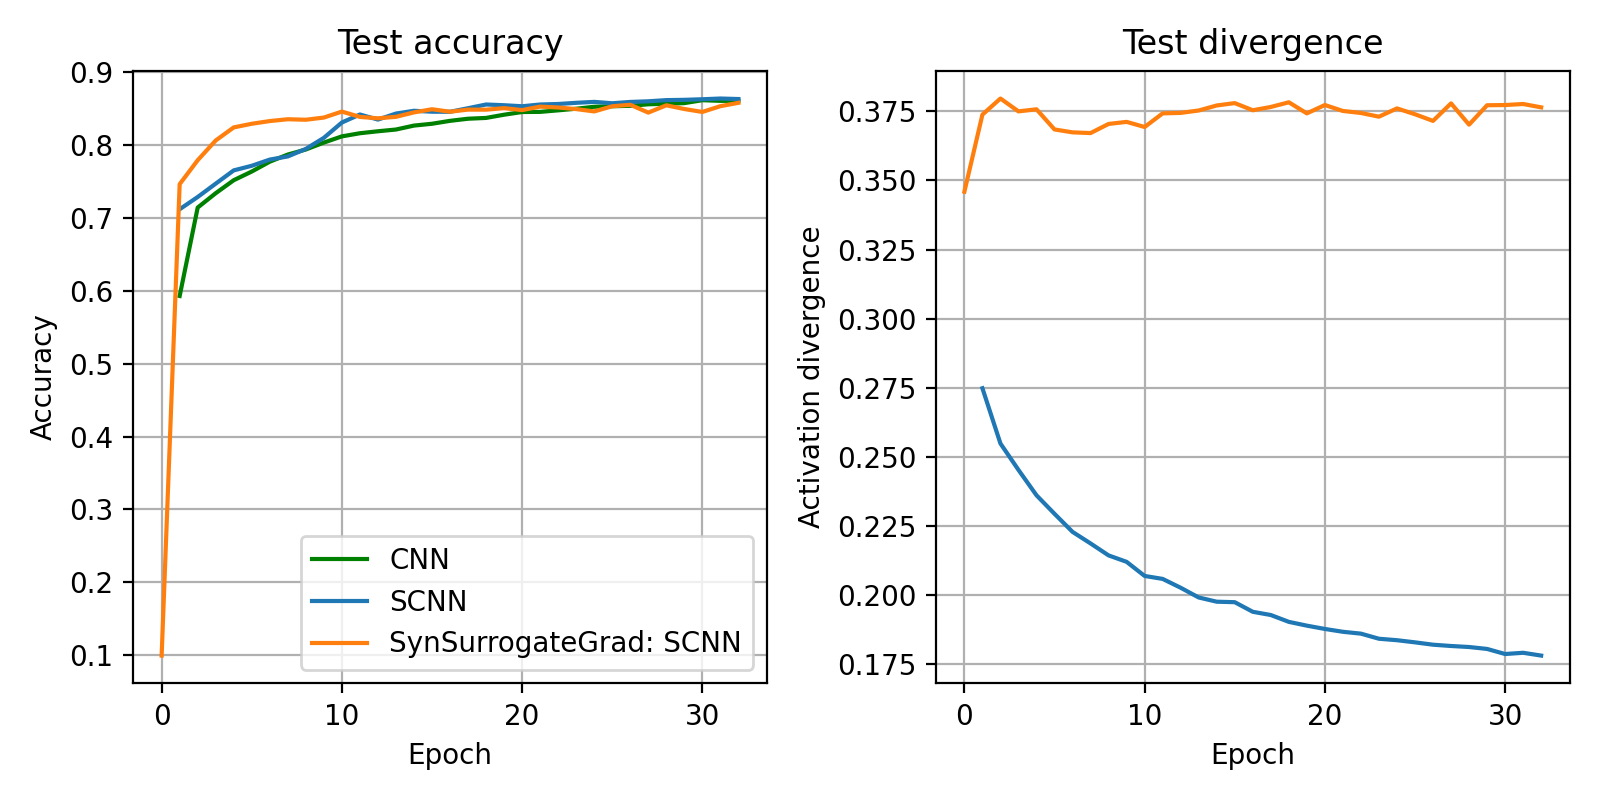 Test accuracy
Accuracy
0.9
0.8
0.7
0.6
0.5
0.4
0.3
0.2
0.1
0
10
20
30
Epoch
CNN
SCNN
SynSurrogateGrad: SCNN
Test divergence
Activation divergence
0.375
0.350
0.325
0.300
0.275
0.250
0.225
0.200
0.175
0
10
20
30
Epoch